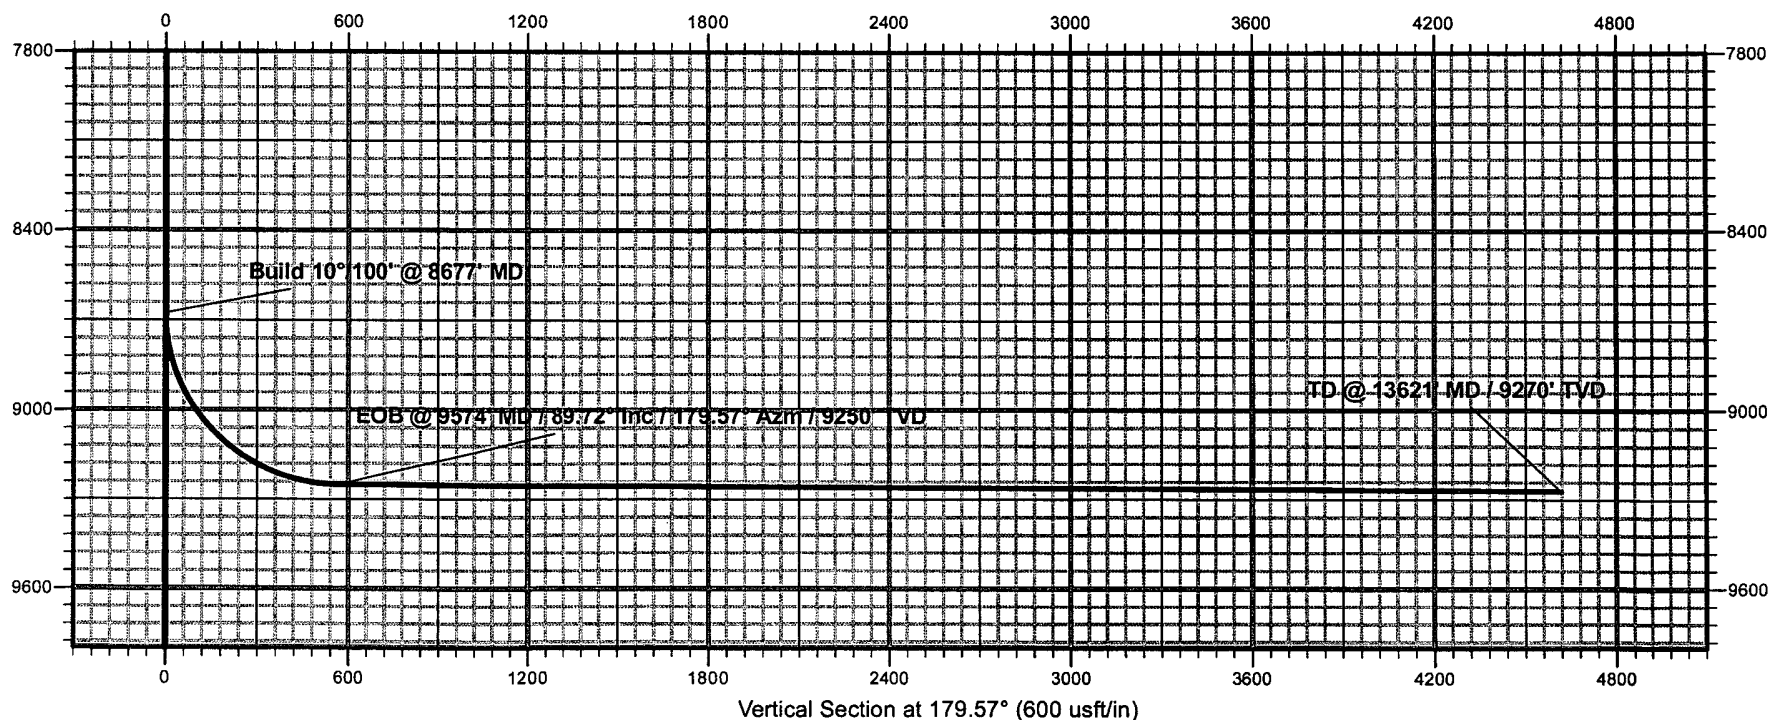 0 600 1200 1800 2400 3000 3600 4200 4800
7800 7800
8400 8400
Build 10°/100' @ 8677' MD
TD @ 13621' MD / 9270' TVD
9000 9000
EOB @ 9574' MD / 89.72° Inc / 179.57° Azm / 9250 VD
9600 9600
0 600 1200 1800 2400 3000 3600 4200 4800
Vertical Section at 179.57° (600 usft/in)